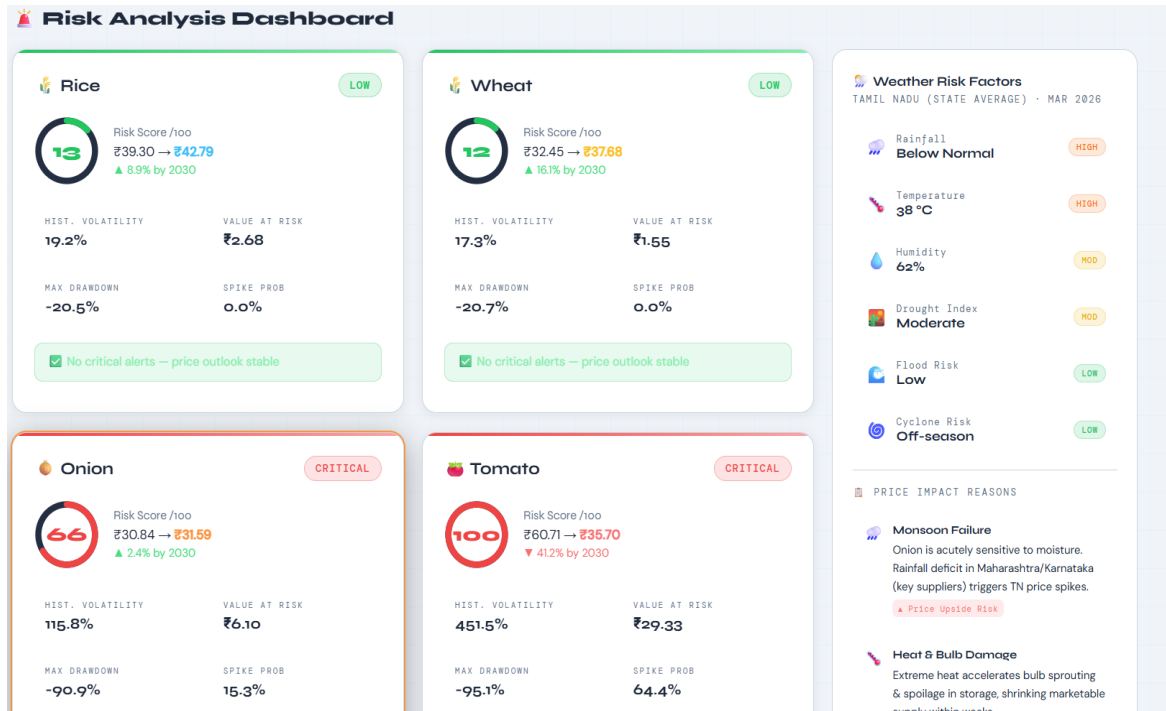 Risk Analysis Dashboard
Rice
LOW
13
Risk Score /100
₹39.30 → ₹42.79
▲ 8.9% by 2030
HIST. VOLATILITY
19.2%
VALUE AT RISK
₹2.68
MAX DRAWDOWN
-20.5%
SPIKE PROB
0.0%
No critical alerts — price outlook stable
Wheat
LOW
12
Risk Score /100
₹32.45 → ₹37.68
▲ 16.1% by 2030
HIST. VOLATILITY
17.3%
VALUE AT RISK
₹1.55
MAX DRAWDOWN
-20.7%
SPIKE PROB
0.0%
No critical alerts — price outlook stable
Onion
CRITICAL
66
Risk Score /100
₹30.84 → ₹31.59
▲ 2.4% by 2030
HIST. VOLATILITY
115.8%
VALUE AT RISK
₹6.10
MAX DRAWDOWN
-90.9%
SPIKE PROB
15.3%
Tomato
CRITICAL
100
Risk Score /100
₹60.71 → ₹35.70
▼ 41.2% by 2030
HIST. VOLATILITY
451.5%
VALUE AT RISK
₹29.33
MAX DRAWDOWN
-95.1%
SPIKE PROB
64.4%
Weather Risk Factors
TAMIL NADU (STATE AVERAGE) · MAR 2026
Rainfall
Below Normal
HIGH
Temperature
38 °C
HIGH
Humidity
62%
MOD
Drought Index
Moderate
MOD
Flood Risk
Low
LOW
Cyclone Risk
Off-season
LOW
PRICE IMPACT REASONS
Monsoon Failure
Onion is acutely sensitive to moisture.
Rainfall deficit in Maharashtra/Karnataka
(key suppliers) triggers TN price spikes.
▲ Price Upside Risk
Heat & Bulb Damage
Extreme heat accelerates bulb sprouting
& spoilage in storage, shrinking marketable
supply within weeks.